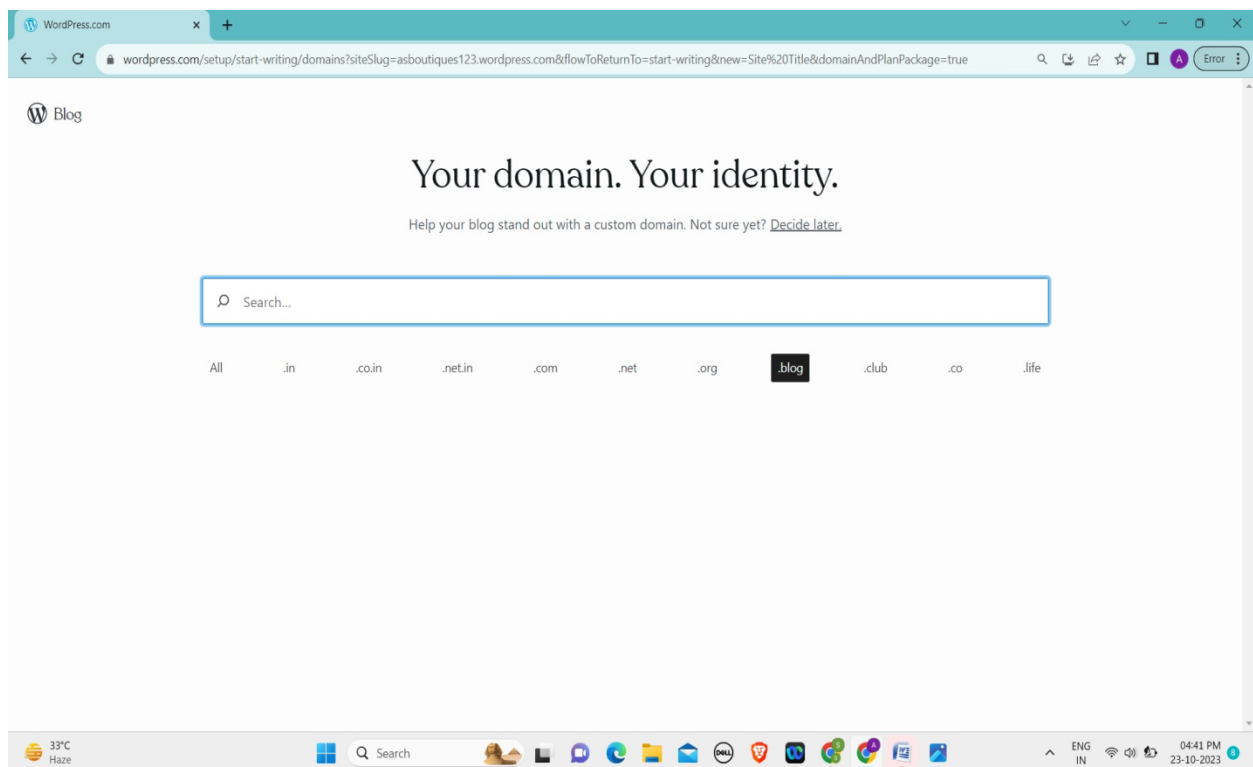 WordPress.com
wordpress.com/setup/start-writing/domains?siteSlug=asboutiques123.wordpress.com&flowToReturnTo=start-writing&new=Site%20Title&domainAndPlanPackage=true
A
Error
Blog
Your domain. Your identity.
Help your blog stand out with a custom domain. Not sure yet? Decide later.
Search...
All .in .co.in .net.in .com .net .org .blog .club .co .life
33°C
Haze
Search
DELL
ENG
IN
04:41 PM
23-10-2023
8